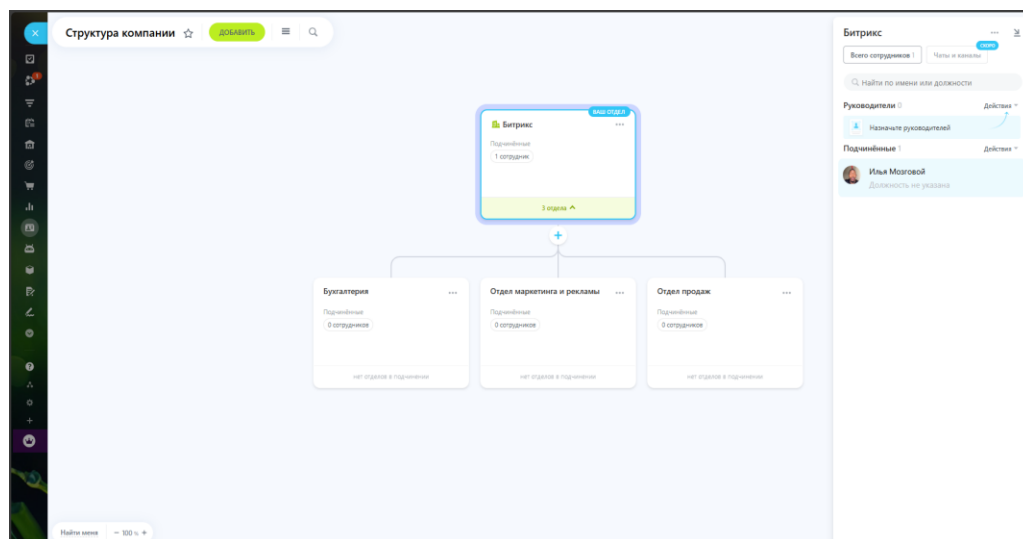 Структура компании
ДОБАВИТЬ
ВАШ ОТДЕЛ
Битрикс
Подчинённые
1 сотрудник
3 отдела
Бухгалтерия
Подчинённые
0 сотрудников
нет отделов в подчинении
Отдел маркетинга и рекламы
Подчинённые
0 сотрудников
нет отделов в подчинении
Отдел продаж
Подчинённые
0 сотрудников
нет отделов в подчинении
Найти меня
100 %
Битрикс
СКОРО
Всего сотрудников 1
Чаты и каналы
Найти по имени или должности
Руководители 0
Действия
Назначьте руководителей
Подчинённые 1
Действия
Илья Мозговой
Должность не указана